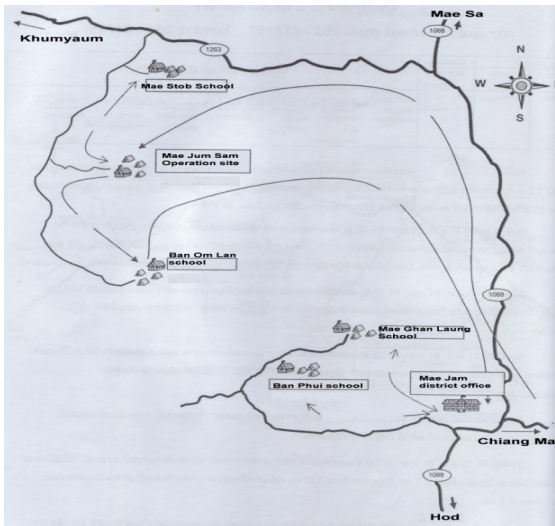 Mae Sa
Khumyaum
1263
1088
N
W
E
S
Mae Stob School
Mae Jum Sam
Operation site
Ban Om Lan
school
1088
Mae Ghan Laung
School
Ban Phui school
Mae Jam
district office
Chiang Ma
1088
Hod